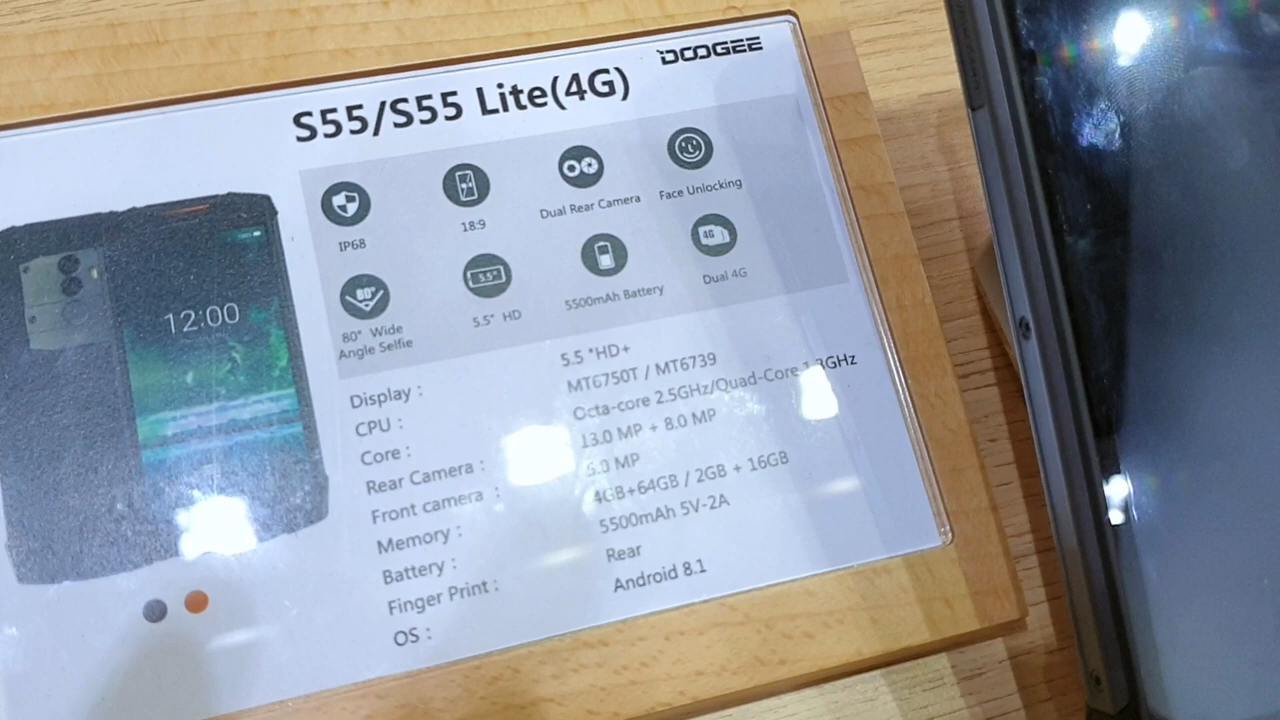 DOOGEE
S55/S55 Lite(4G)
IP68
18:9
Dual Rear Camera
Face Unlocking
80°
5.5"
4G
80° Wide
Angle Selfie
5.5" HD
5500mAh Battery
Dual 4G
12:00
Display : 5.5 "HD+
CPU : MT6750T / MT6739
Core : Octa-core 2.5GHz/Quad-Core
Rear Camera : 13.0 MP + 8.0 MP
Front camera : 5.0 MP
Memory : 4GB+64GB / 2GB + 16GB
Battery : 5500mAh 5V-2A
Finger Print : Rear
OS : Android 8.1